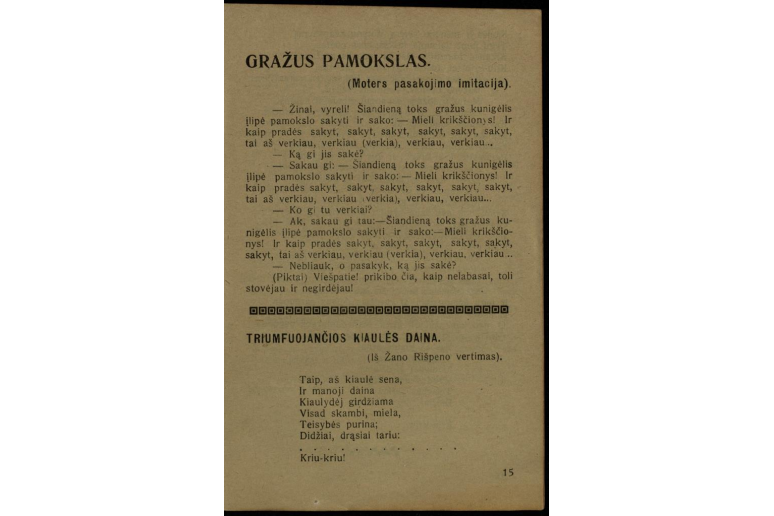 GRAŽUS PAMOKSLAS.
(Moters pasakojimo imitacija).
— Žinai, vyreli! Šiandieną toks gražus kunigėlis
įlipė pamokslo sakyti ir sako: — Mieli krikščionys! Ir
kaip pradės sakyt, sakyt, sakyt, sakyt, sakyt, sakyt,
tai aš verkiau, verkiau (verkia), verkiau, verkiau...
— Ką gi jis sakė?
— Sakau gi: — Šiandieną toks gražus kunigėlis
įlipė pamokslo sakyti ir sako: — Mieli krikščionys! Ir
kaip pradės sakyt, sakyt, sakyt, sakyt, sakyt, sakyt,
tai aš verkiau, verkiau (verkia), verkiau, verkiau...
— Ko gi tu verkiai?
— Ak, sakau gi tau:—Šiandieną toks gražus ku-
nigėlis įlipė pamokslo sakyti ir sako:—Mieli krikščio-
nys! Ir kaip pradės sakyt, sakyt, sakyt, sakyt, sakyt,
sakyt, tai aš verkiau, verkiau (verkia), verkiau, verkiau...
— Nebliauk, o pasakyk, ką jis sakė?
(Piktai) Viešpatie! prikibo čia, kaip nelabasai, toli
stovėjau ir negirdėjau!
TRIUMFUOJANČIOS KIAULĖS DAINA.
(Iš Žano Rišpeno vertimas).
Taip, aš kiaulė sena,
Ir manoji daina
Kiaulydėj girdžiama
Visad skambi, miela,
Teisybės purina;
Didžiai, drąsiai tariu:
. . . . . . . . . . . .
Kriu-kriu!
15